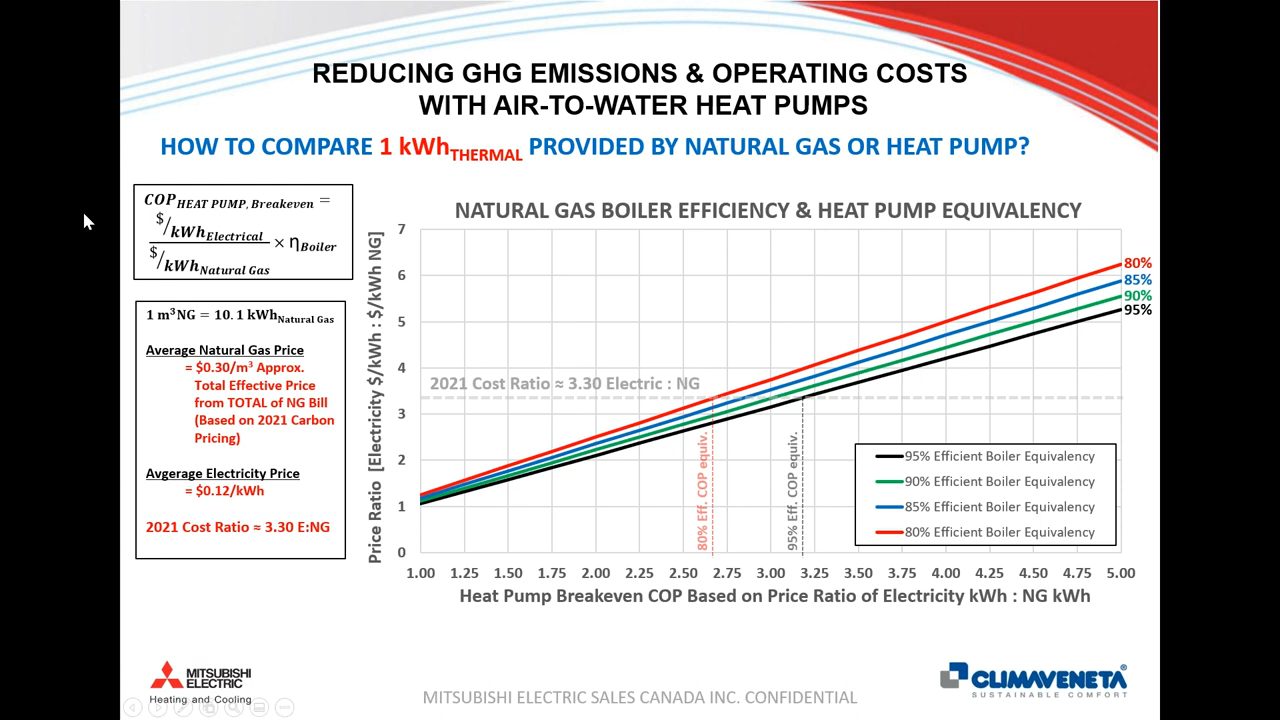 REDUCING GHG EMISSIONS & OPERATING COSTS
WITH AIR-TO-WATER HEAT PUMPS
HOW TO COMPARE 1 kWhTHERMAL PROVIDED BY NATURAL GAS OR HEAT PUMP?
COP HEAT PUMP, Breakeven =
$/kWh Electrical
$/kWh Natural Gas
× η Boiler
1 m³NG = 10.1 kWh Natural Gas
Average Natural Gas Price
= $0.30/m³ Approx.
Total Effective Price
from TOTAL of NG Bill
(Based on 2021 Carbon
Pricing)
Avgerage Electricity Price
= $0.12/kWh
2021 Cost Ratio ≈ 3.30 E:NG
NATURAL GAS BOILER EFFICIENCY & HEAT PUMP EQUIVALENCY
Price Ratio [Electricity $/kWh : $/kWh NG]
7
6
5
4
3
2
1
0
80%
85%
90%
95%
2021 Cost Ratio ≈ 3.30 Electric : NG
80% Eff. COP equiv.
95% Eff. COP equiv.
95% Efficient Boiler Equivalency
90% Efficient Boiler Equivalency
85% Efficient Boiler Equivalency
80% Efficient Boiler Equivalency
1.00 1.25 1.50 1.75 2.00 2.25 2.50 2.75 3.00 3.25 3.50 3.75 4.00 4.25 4.50 4.75 5.00
Heat Pump Breakeven COP Based on Price Ratio of Electricity kWh : NG kWh
MITSUBISHI
ELECTRIC
Heating and Cooling
MITSUBISHI ELECTRIC SALES CANADA INC. CONFIDENTIAL
CLIMAVENETA®
SUSTAINABLE COMFORT